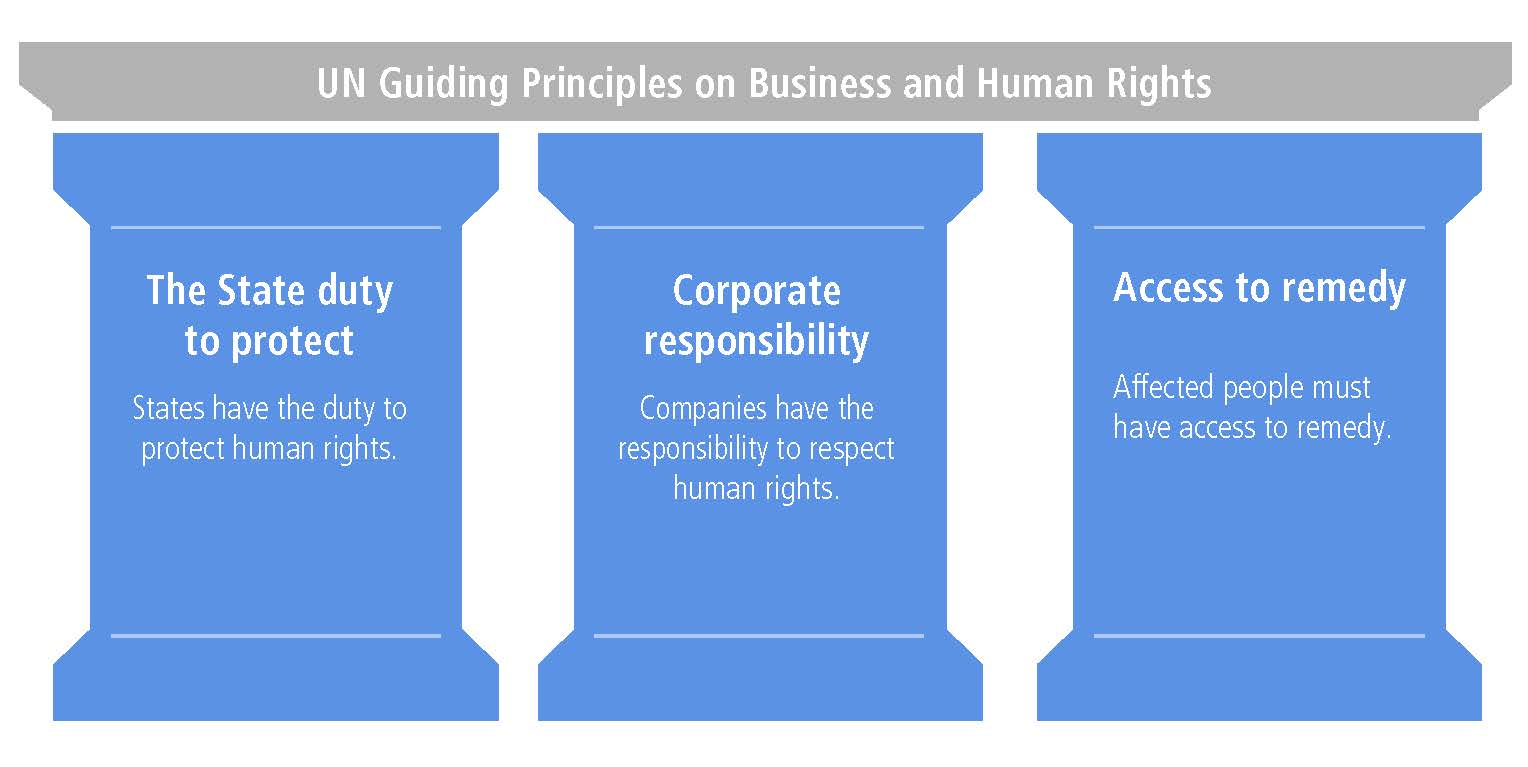 UN Guiding Principles on Business and Human Rights
The State duty
to protect
States have the duty to
protect human rights.
Corporate
responsibility
Companies have the
responsibility to respect
human rights.
Access to remedy
Affected people must
have access to remedy.